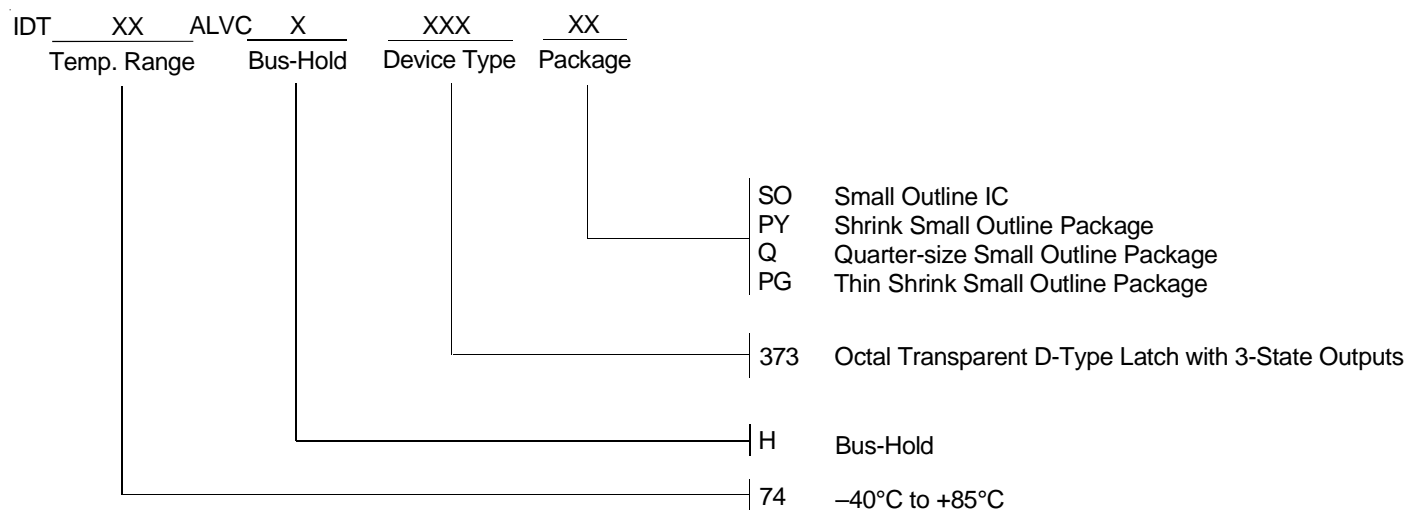 IDT XX ALVC X XXX XX
Temp. Range Bus-Hold Device Type Package
SO Small Outline IC
PY Shrink Small Outline Package
Q Quarter-size Small Outline Package
PG Thin Shrink Small Outline Package
373 Octal Transparent D-Type Latch with 3-State Outputs
H Bus-Hold
74 –40°C to +85°C